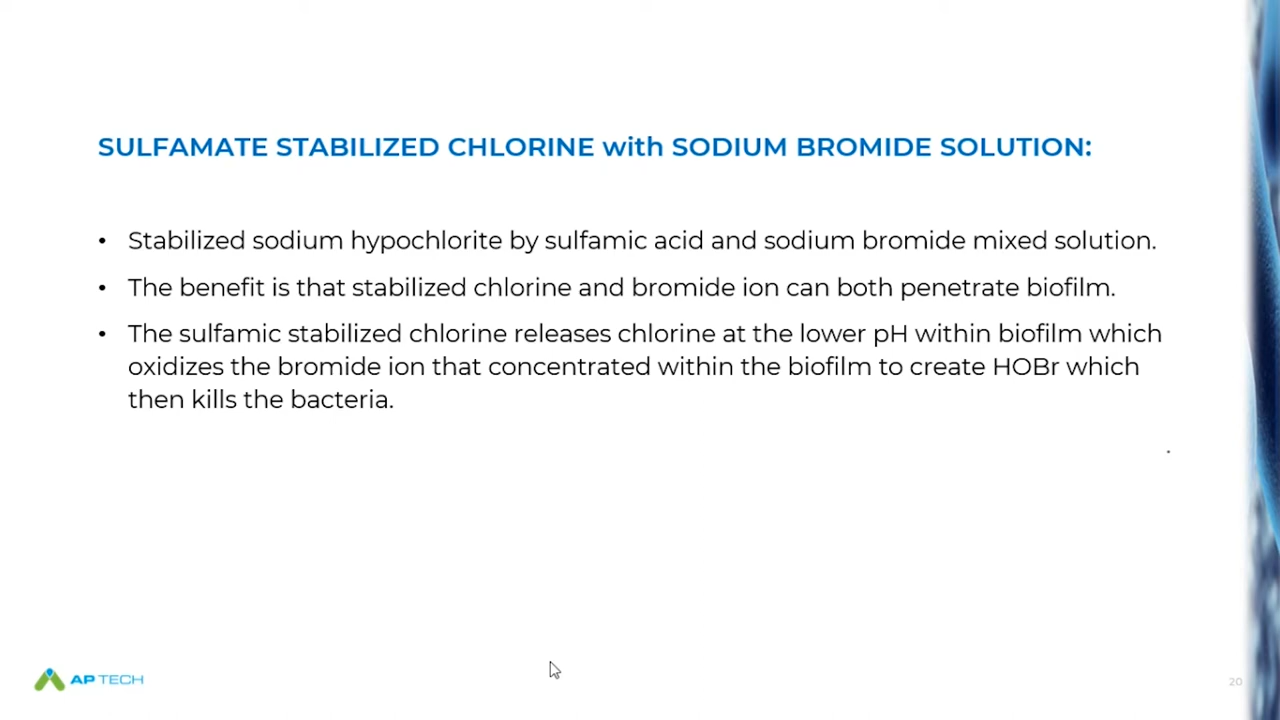 SULFAMATE STABILIZED CHLORINE with SODIUM BROMIDE SOLUTION:
• Stabilized sodium hypochlorite by sulfamic acid and sodium bromide mixed solution.
• The benefit is that stabilized chlorine and bromide ion can both penetrate biofilm.
• The sulfamic stabilized chlorine releases chlorine at the lower pH within biofilm which
oxidizes the bromide ion that concentrated within the biofilm to create HOBr which
then kills the bacteria.
.
AP TECH
20